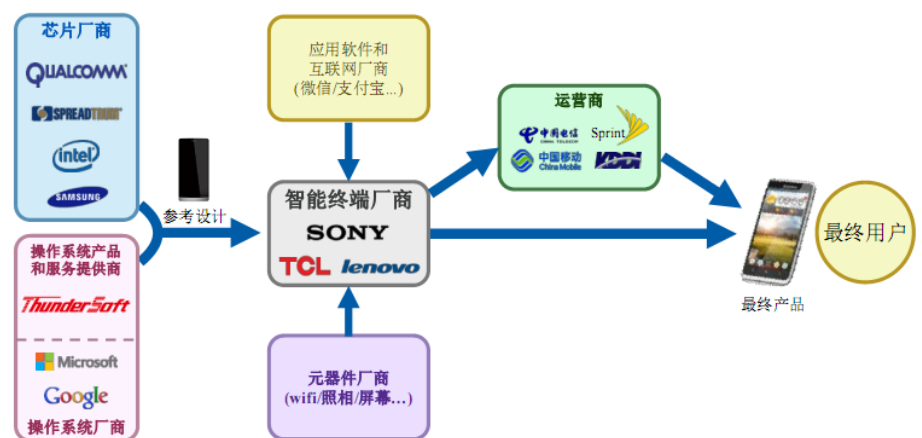 芯片厂商
QUALCOMM
SPREADTRUM
intel
SAMSUNG
操作系统产品
和服务提供商
ThunderSoft
Microsoft
Google
操作系统厂商
参考设计
应用软件和
互联网厂商
(微信/支付宝...)
智能终端厂商
SONY
TCL lenovo
元器件厂商
(wifi/照相/屏幕...)
运营商
中国电信
CHINA TELECOM
Sprint
中国移动
China Mobile
KDDI
最终产品
最终用户